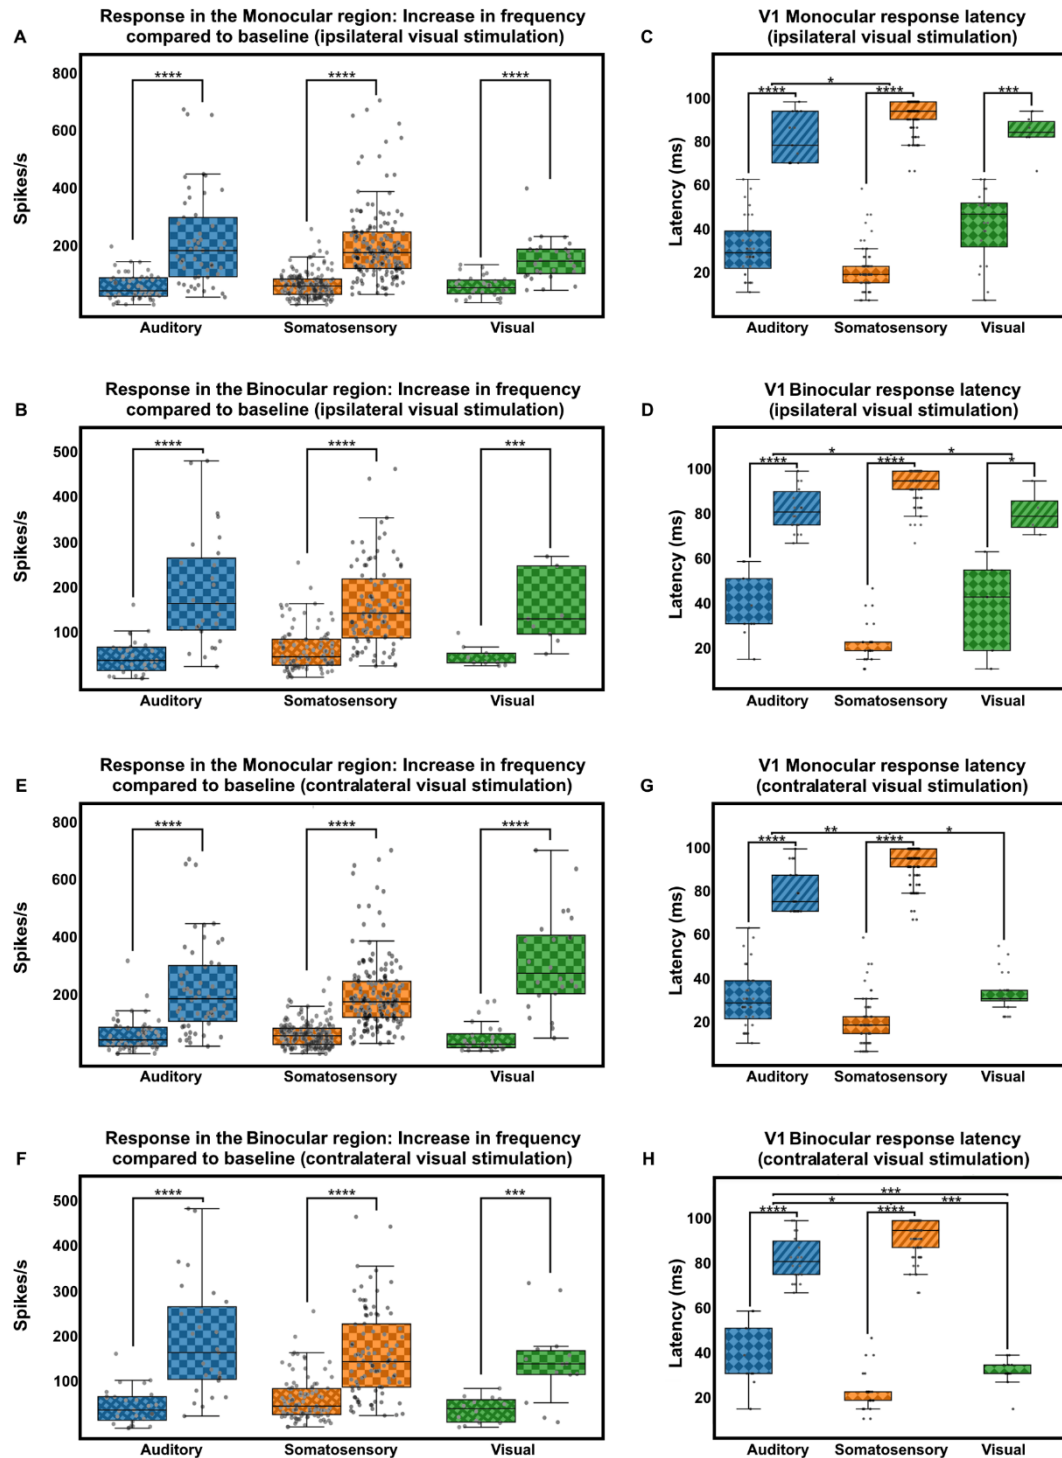 A
Response in the Monocular region: Increase in frequency
compared to baseline (ipsilateral visual stimulation)
Spikes/s
800
600
400
200
****
****
****
Auditory
Somatosensory
Visual
C
V1 Monocular response latency
(ipsilateral visual stimulation)
Latency (ms)
100
80
60
40
20
*
****
****
***
Auditory
Somatosensory
Visual
B
Response in the Binocular region: Increase in frequency
compared to baseline (ipsilateral visual stimulation)
Spikes/s
500
400
300
200
100
****
****
***
Auditory
Somatosensory
Visual
D
V1 Binocular response latency
(ipsilateral visual stimulation)
Latency (ms)
100
80
60
40
20
*
*
****
****
*
Auditory
Somatosensory
Visual
E
Response in the Monocular region: Increase in frequency
compared to baseline (contralateral visual stimulation)
Spikes/s
800
600
400
200
****
****
****
Auditory
Somatosensory
Visual
G
V1 Monocular response latency
(contralateral visual stimulation)
Latency (ms)
100
80
60
40
20
**
*
****
****
Auditory
Somatosensory
Visual
F
Response in the Binocular region: Increase in frequency
compared to baseline (contralateral visual stimulation)
Spikes/s
500
400
300
200
100
****
****
***
Auditory
Somatosensory
Visual
H
V1 Binocular response latency
(contralateral visual stimulation)
Latency (ms)
100
80
60
40
20
***
*
***
****
****
Auditory
Somatosensory
Visual